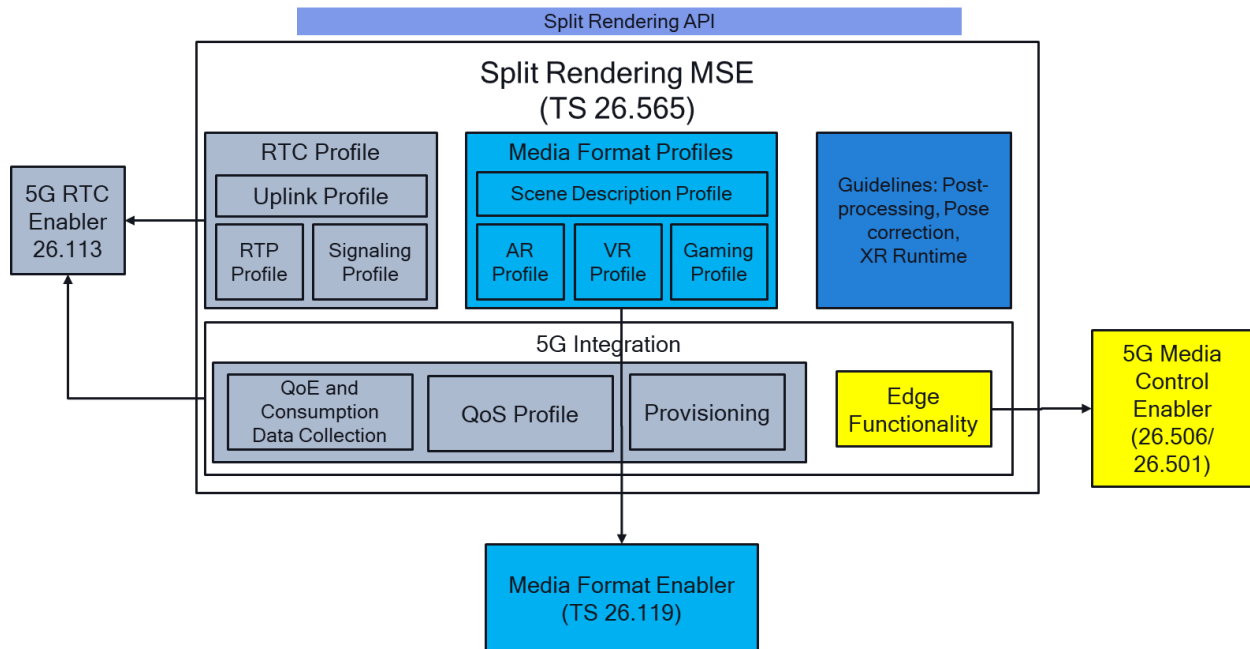 Split Rendering API
Split Rendering MSE
(TS 26.565)
RTC Profile
Uplink Profile
RTP
Profile
Signaling
Profile
Media Format Profiles
Scene Description Profile
AR
Profile
VR
Profile
Gaming
Profile
Guidelines: Post-
processing, Pose
correction,
XR Runtime
5G RTC
Enabler
26.113
5G Integration
QoE and
Consumption
Data Collection
QoS Profile
Provisioning
Edge
Functionality
5G Media
Control
Enabler
(26.506/
26.501)
Media Format Enabler
(TS 26.119)